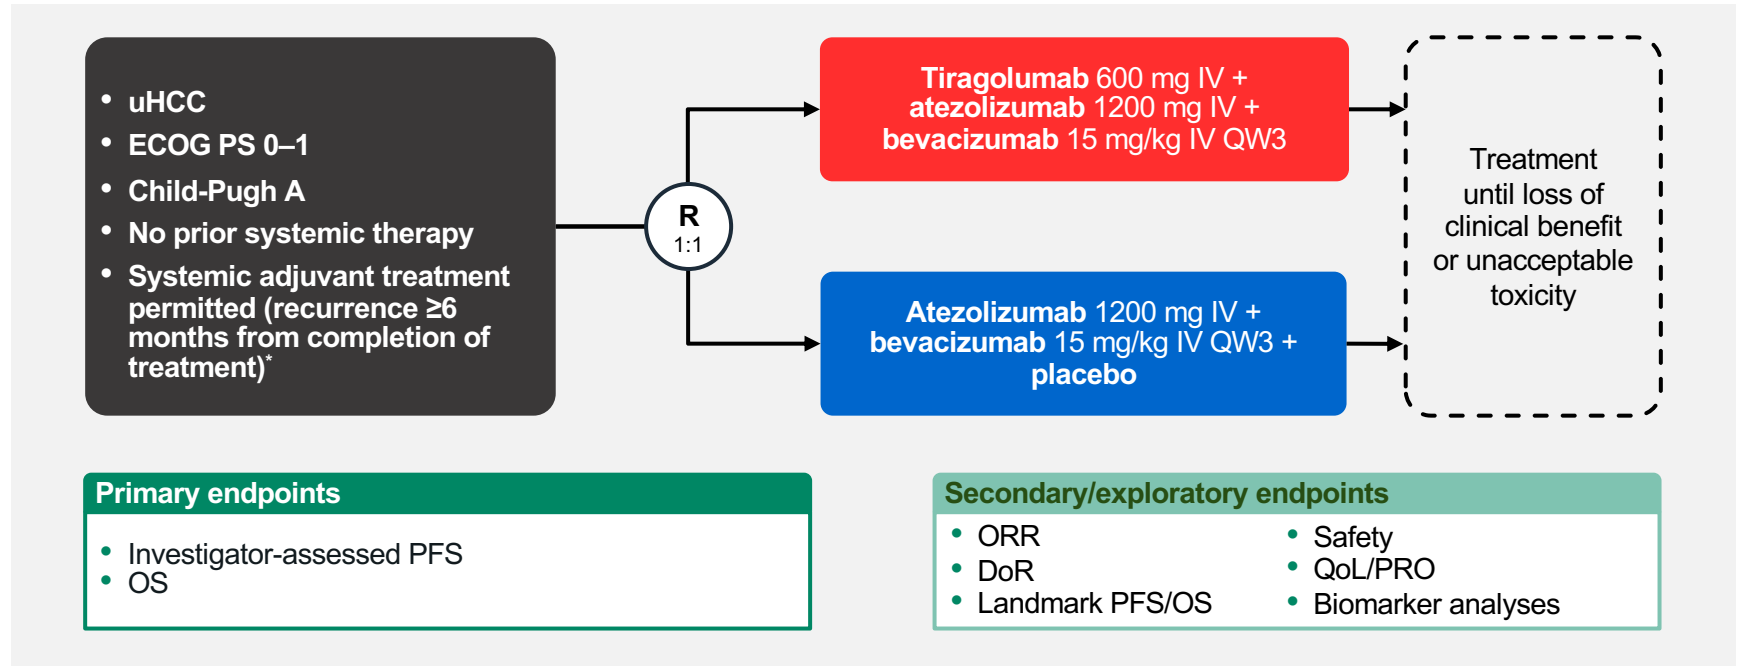 • uHCC
• ECOG PS 0–1
• Child-Pugh A
• No prior systemic therapy
• Systemic adjuvant treatment
permitted (recurrence ≥6
months from completion of
treatment)*
R
1:1
Tiragolumab 600 mg IV +
atezolizumab 1200 mg IV +
bevacizumab 15 mg/kg IV QW3
Atezolizumab 1200 mg IV +
bevacizumab 15 mg/kg IV QW3 +
placebo
Treatment
until loss of
clinical benefit
or unacceptable
toxicity
Primary endpoints
• Investigator-assessed PFS
• OS
Secondary/exploratory endpoints
• ORR
• DoR
• Landmark PFS/OS
• Safety
• QoL/PRO
• Biomarker analyses